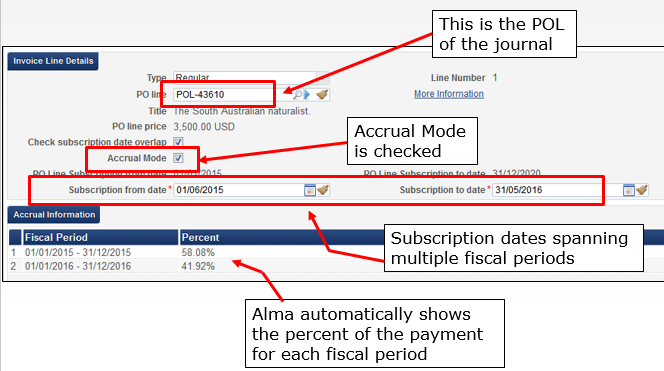 This is the POL
of the journal
Invoice Line Details
Type Regular Line Number 1
PO line POL-43610 More Information
Title The South Australian naturalist.
PO line price 3,500.00 USD
Check subscription date overlap
Accrual Mode
Accrual Mode
is checked
PO Line Subscription from date 2015 PO Line Subscription to date 31/12/2020
Subscription from date * 01/06/2015 Subscription to date * 31/05/2016
Accrual Information
Fiscal Period Percent
1 01/01/2015 - 31/12/2015 58.08%
2 01/01/2016 - 31/12/2016 41.92%
Subscription dates spanning
multiple fiscal periods
Alma automatically shows
the percent of the payment
for each fiscal period